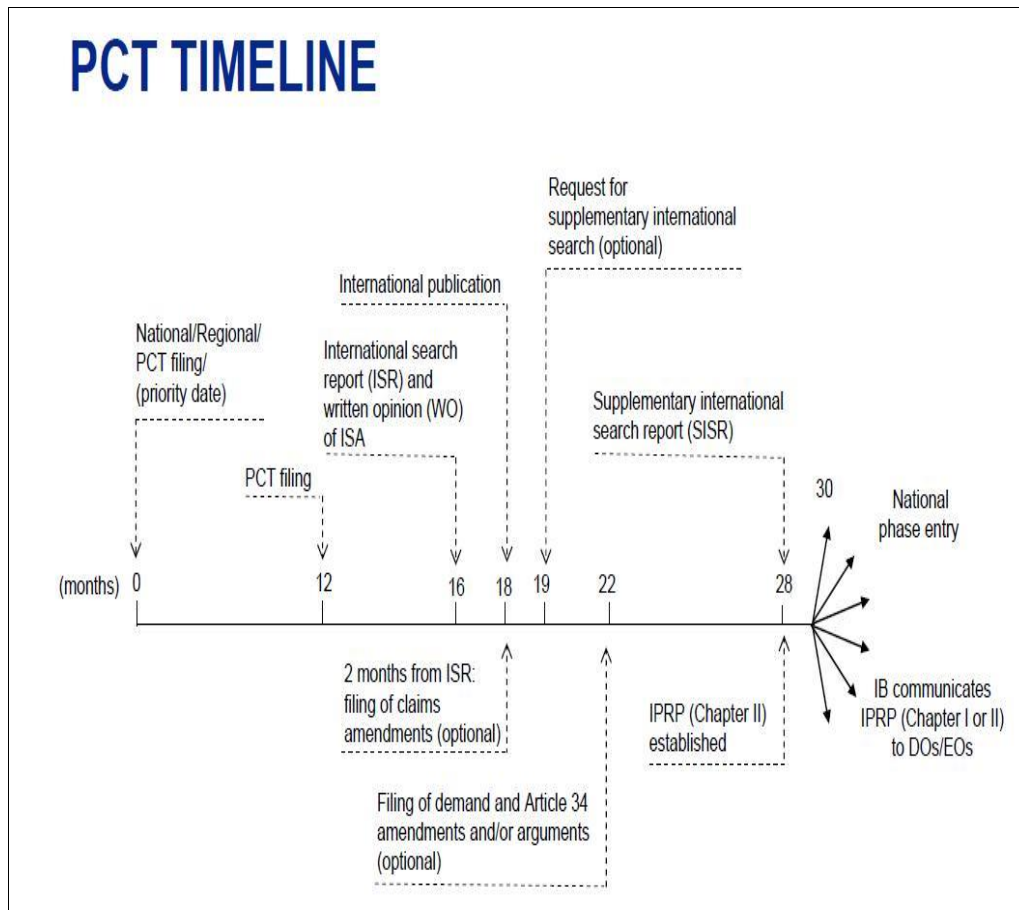 PCT TIMELINE
Request for
supplementary international
search (optional)
International publication
National/Regional/
PCT filing/
(priority date)
International search
report (ISR) and
written opinion (WO)
of ISA
Supplementary international
search report (SISR)
PCT filing
30
National
phase entry
(months) 0 12 16 18 19 22 28
2 months from ISR:
filing of claims
amendments (optional)
IPRP (Chapter II)
established
IB communicates
IPRP (Chapter I or II)
to DOs/EOs
Filing of demand and Article 34
amendments and/or arguments
(optional)